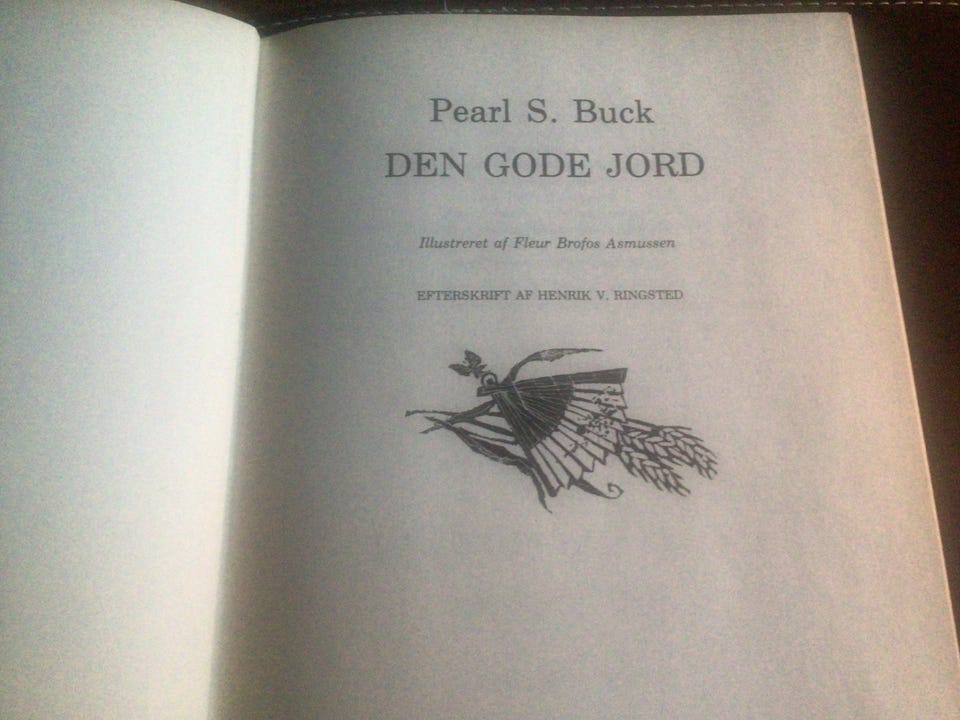 Pearl S. Buck
DEN GODE JORD
Illustreret af Fleur Brofos Asmussen
EFTERSKRIFT AF HENRIK V. RINGSTED